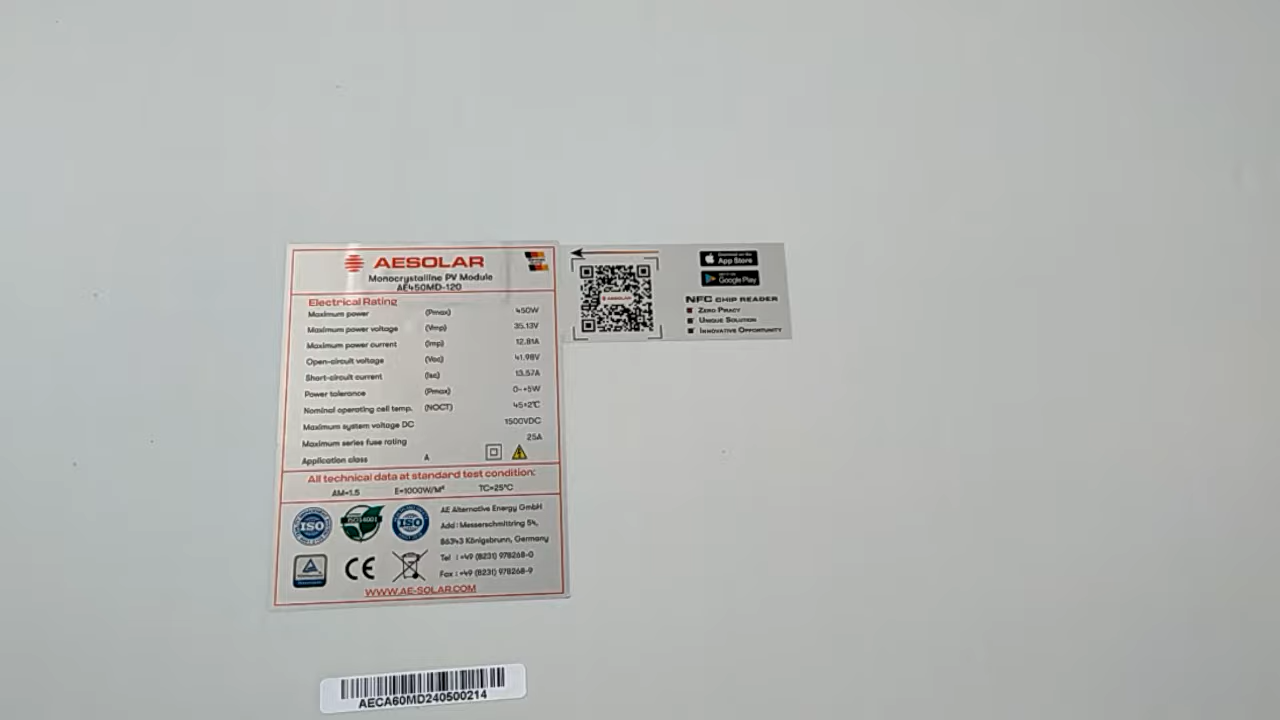 AESOLAR
Monocrystalline PV Module
AE450MD-120
Electrical Rating
Maximum power (Pmax) 450W
Maximum power voltage (Vmp) 35.13V
Maximum power current (Imp) 12.81A
Open-circuit voltage (Voc) 41.98V
Short-circuit current (Isc) 13.57A
Power tolerance (Pmax) 0~+5W
Nominal operating cell temp. (NOCT) 45±2℃
Maximum system voltage DC 1500VDC
Maximum series fuse rating 25A
Application class A
All technical data at standard test condition:
AM=1.5 E=1000W/M² TC=25°C
ISO
ISO14001
ISO
AE Alternative Energy GmbH
Add : Messerschmittring 54,
86343 Königsbrunn, Germany
Tel : +49 (8231) 978268-0
Fax : +49 (8231) 978268-9
CE
WWW.AE-SOLAR.COM
AESOLAR
App Store
Google Play
NFC CHIP READER
Zero Piracy
Unique Solution
Innovative Opportunity
AECA60MD240500214